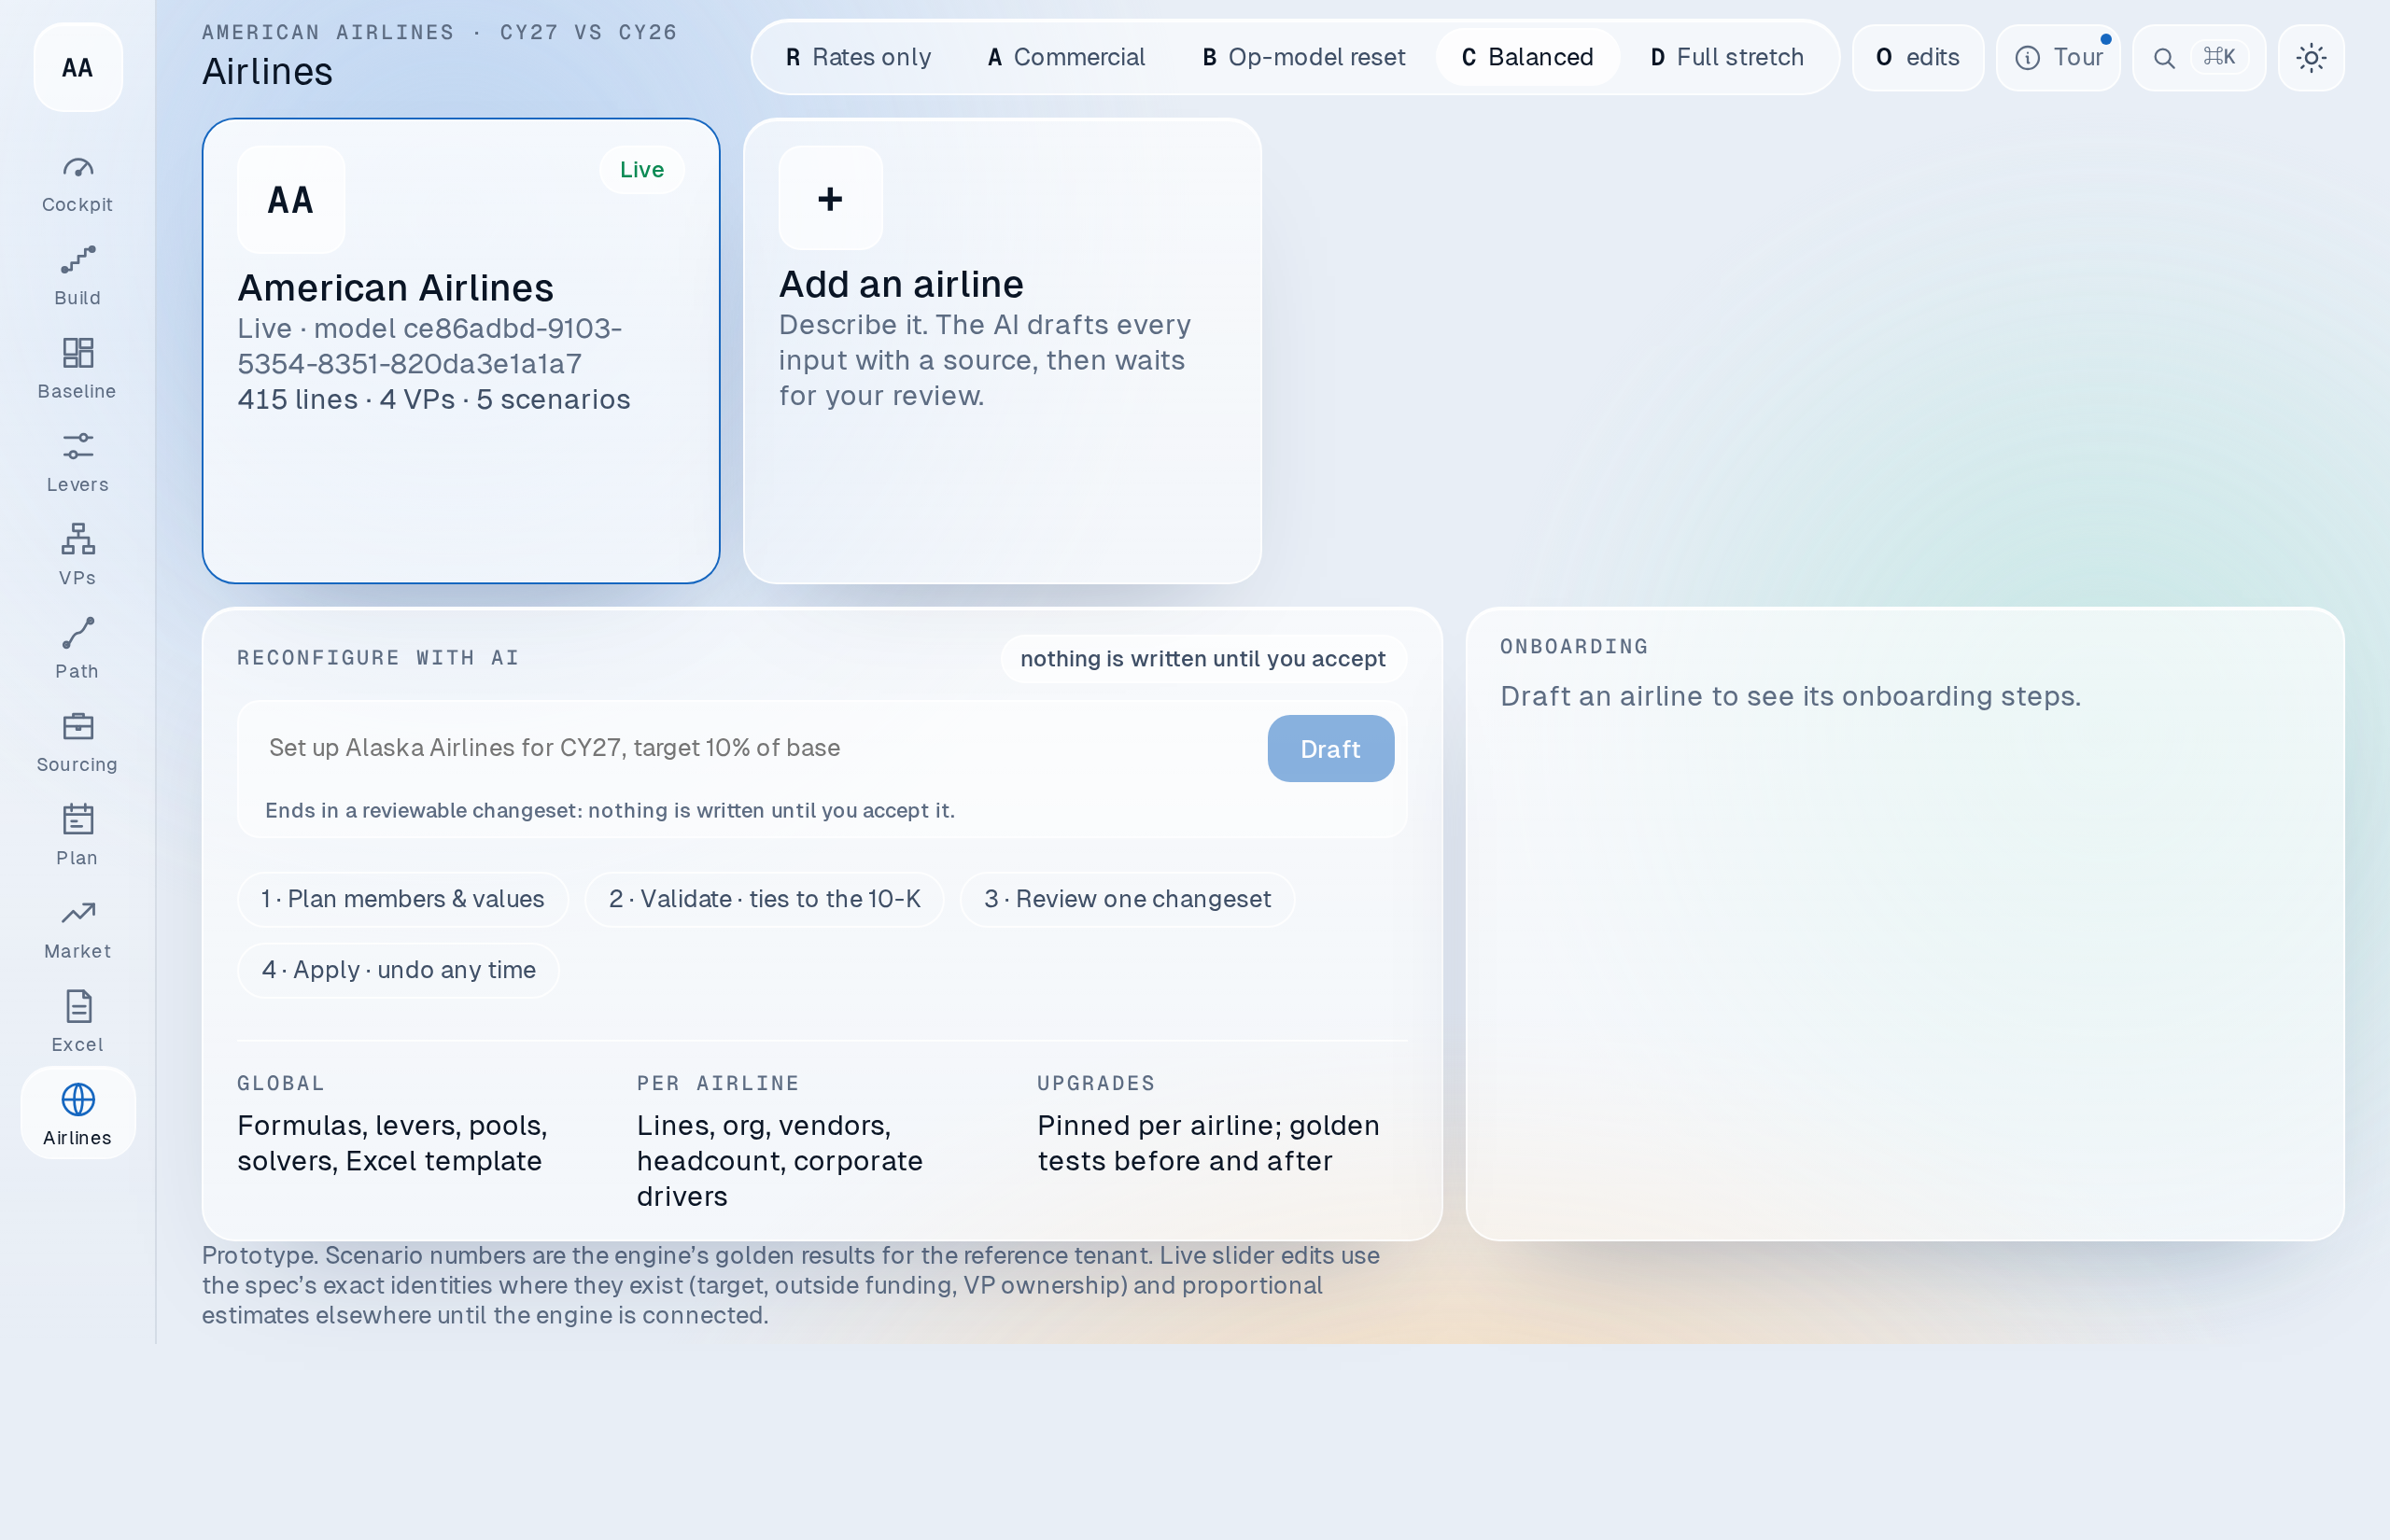 AA
Cockpit
Build
Baseline
Levers
VPs
Path
Sourcing
Plan
Market
Excel
Airlines
AMERICAN AIRLINES · CY27 VS CY26
Airlines
R Rates only A Commercial B Op-model reset C Balanced D Full stretch
0 edits
Tour
⌘K
AA
Live
American Airlines
Live · model ce86adbd-9103-
5354-8351-820da3e1a1a7
415 lines · 4 VPs · 5 scenarios
+
Add an airline
Describe it. The AI drafts every
input with a source, then waits
for your review.
RECONFIGURE WITH AI
nothing is written until you accept
Set up Alaska Airlines for CY27, target 10% of base
Draft
Ends in a reviewable changeset: nothing is written until you accept it.
1 · Plan members & values
2 · Validate · ties to the 10-K
3 · Review one changeset
4 · Apply · undo any time
GLOBAL
Formulas, levers, pools,
solvers, Excel template
PER AIRLINE
Lines, org, vendors,
headcount, corporate
drivers
UPGRADES
Pinned per airline; golden
tests before and after
ONBOARDING
Draft an airline to see its onboarding steps.
Prototype. Scenario numbers are the engine’s golden results for the reference tenant. Live slider edits use
the spec’s exact identities where they exist (target, outside funding, VP ownership) and proportional
estimates elsewhere until the engine is connected.